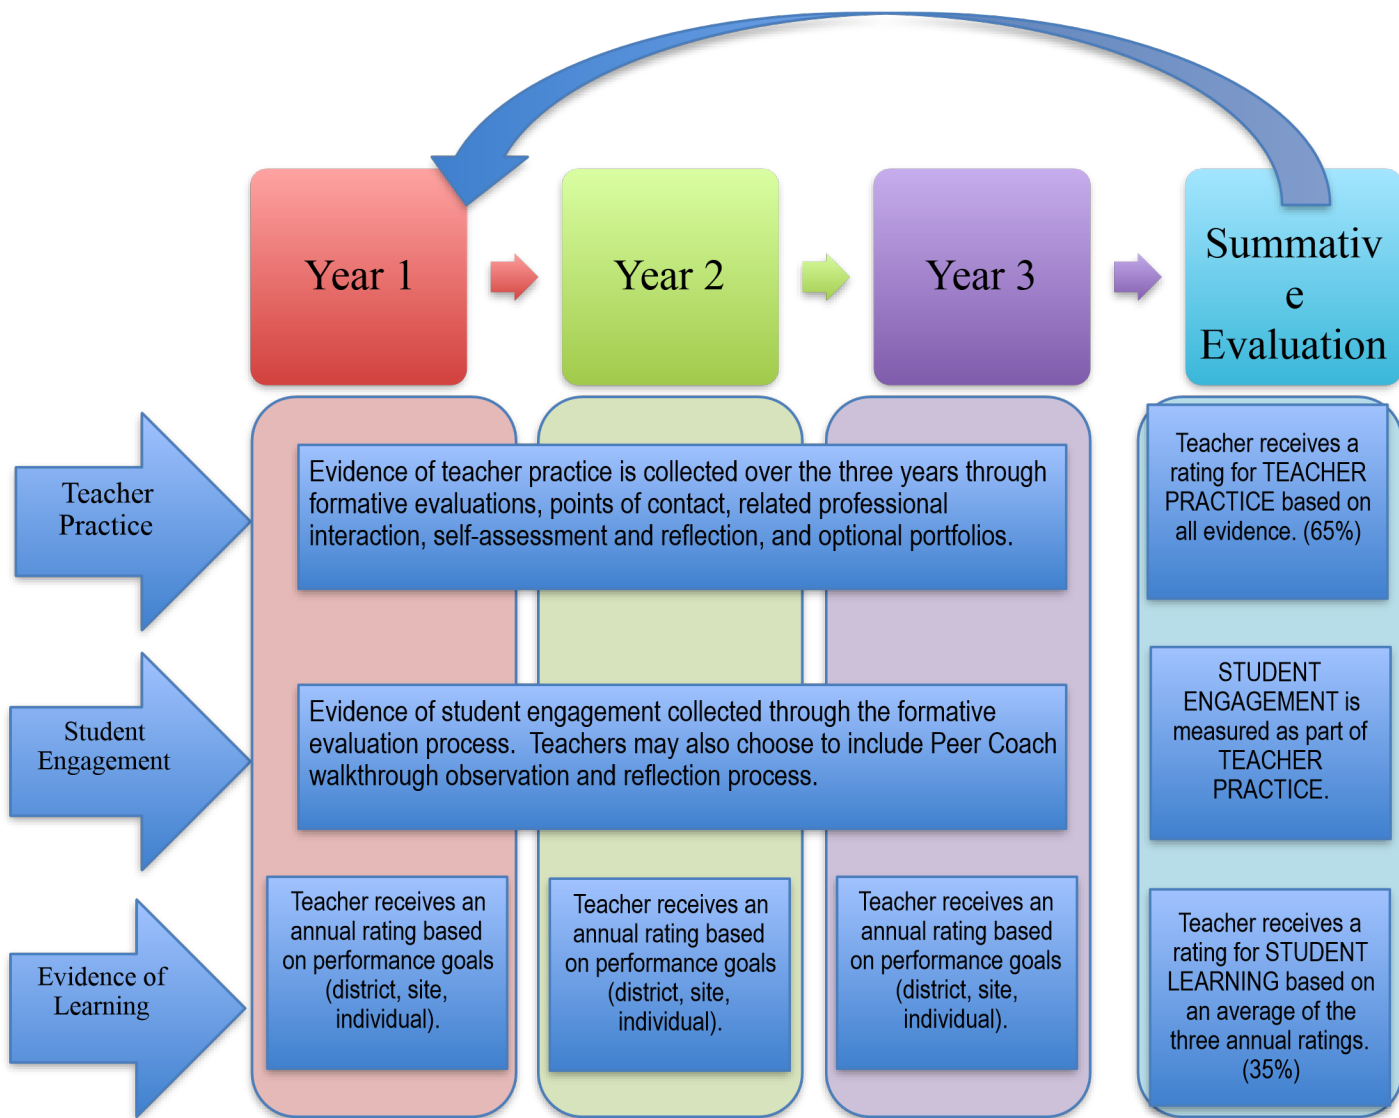 Year 1
Year 2
Year 3
Summativ
e
Evaluation
Teacher
Practice
Evidence of teacher practice is collected over the three years through
formative evaluations, points of contact, related professional
interaction, self-assessment and reflection, and optional portfolios.
Teacher receives a
rating for TEACHER
PRACTICE based on
all evidence. (65%)
Student
Engagement
Evidence of student engagement collected through the formative
evaluation process.  Teachers may also choose to include Peer Coach
walkthrough observation and reflection process.
STUDENT
ENGAGEMENT is
measured as part of
TEACHER
PRACTICE.
Evidence of
Learning
Teacher receives an
annual rating based
on performance goals
(district, site,
individual).
Teacher receives an
annual rating based
on performance goals
(district, site,
individual).
Teacher receives an
annual rating based
on performance goals
(district, site,
individual).
Teacher receives a
rating for STUDENT
LEARNING based on
an average of the
three annual ratings.
(35%)